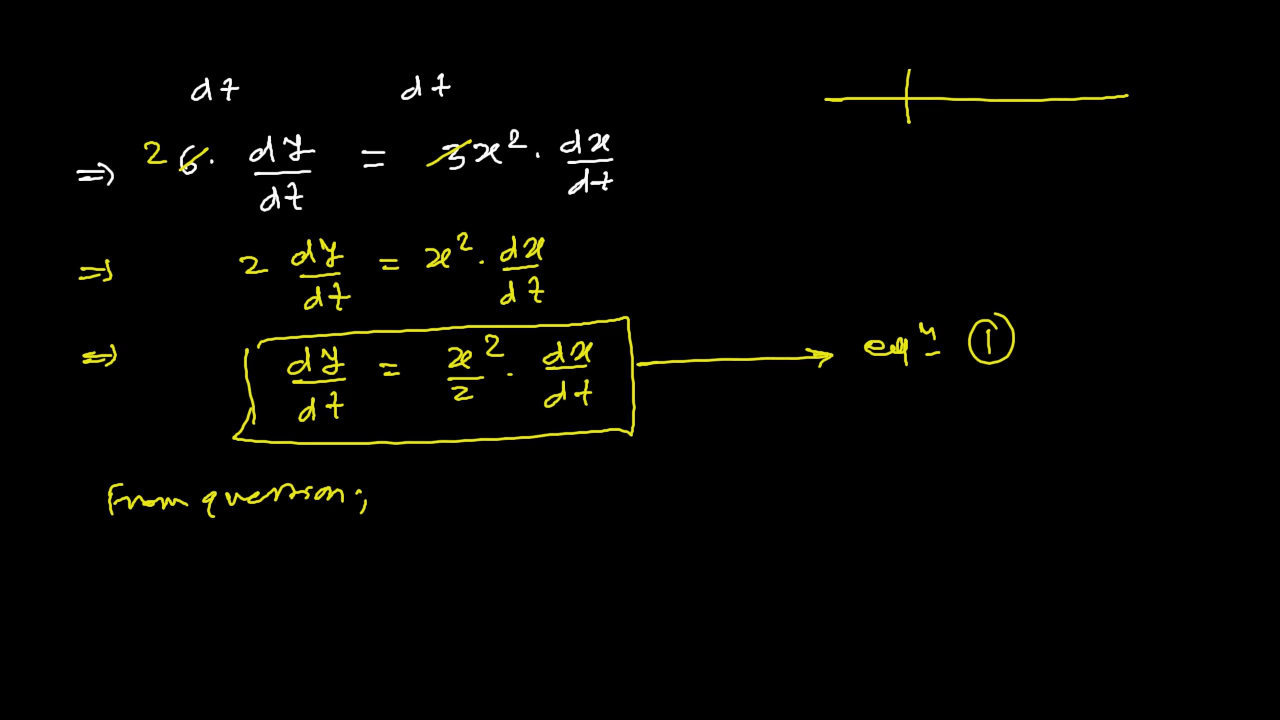 dt dt
⇒ 2 6. dy/dt = 3x². dx/dt
⇒ 2 dy/dt = x². dx/dt
⇒ dy/dt = x²/2 . dx/dt → eqⁿ ①
From question;